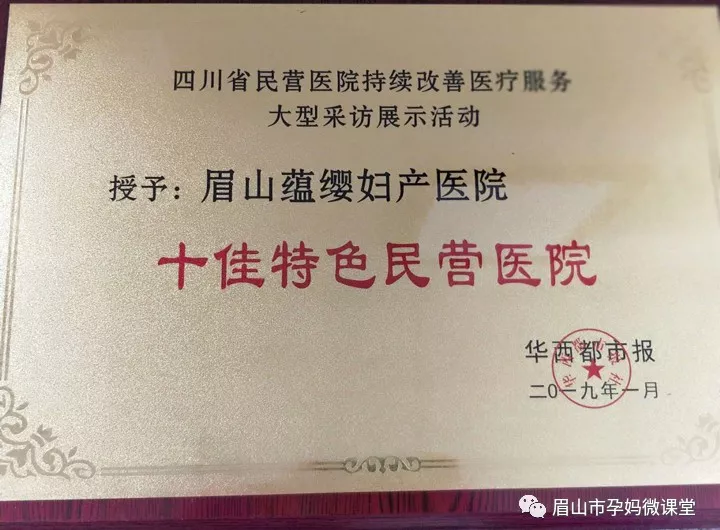 四川省民营医院持续改善医疗服务
大型采访展示活动
授予：眉山蕴缨妇产医院
十佳特色民营医院
华西都市报
二0一九年一月
眉山市孕妈微课堂